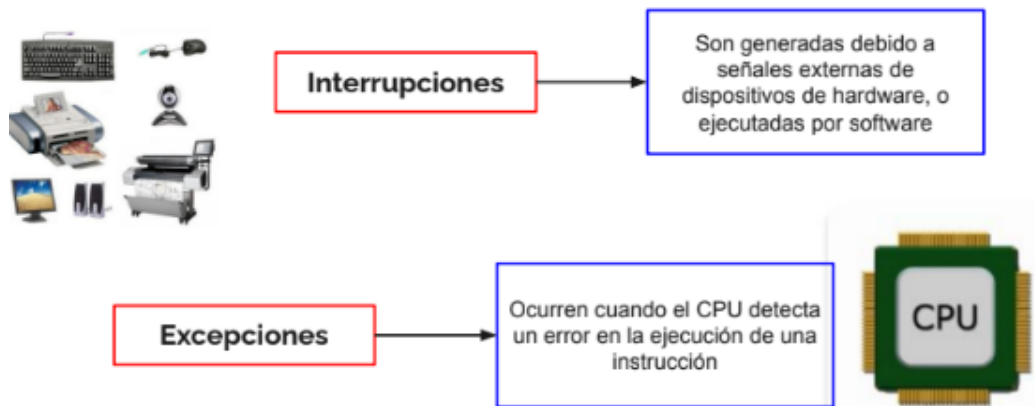 Interrupciones
Son generadas debido a
señales externas de
dispositivos de hardware, o
ejecutadas por software
Excepciones
Ocurren cuando el CPU detecta
un error en la ejecución de una
instrucción
CPU